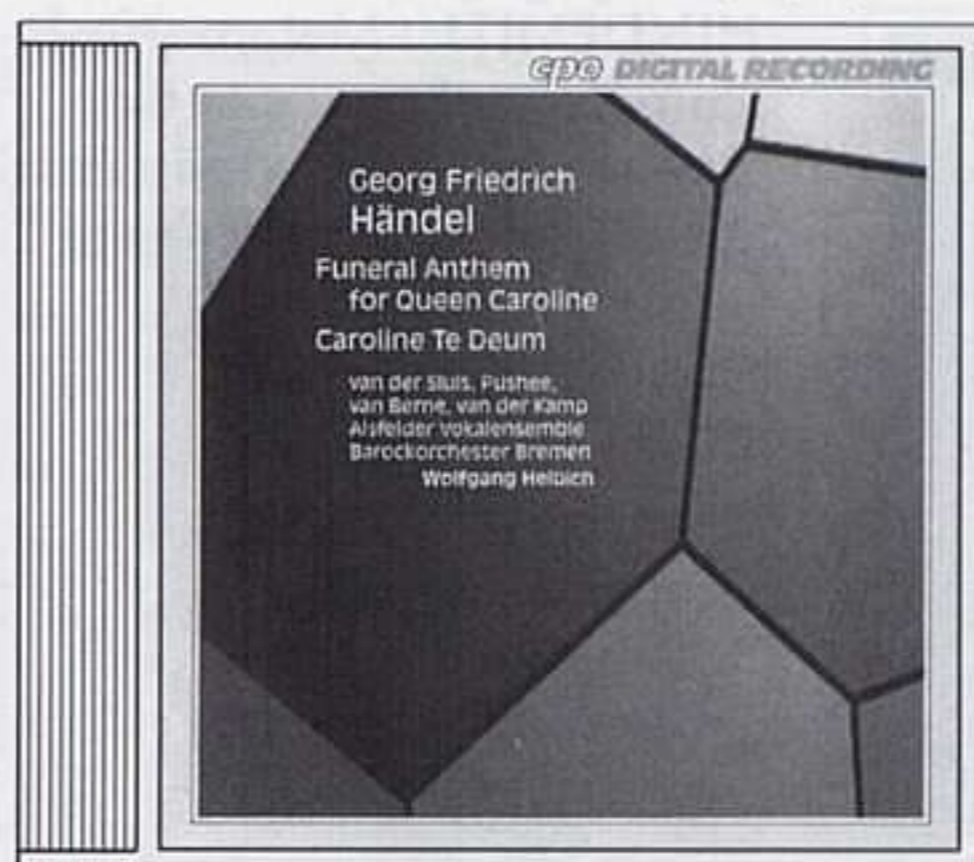 cpo DIGITAL RECORDING
Georg Friedrich
Händel
Funeral Anthem
for Queen Caroline
Caroline Te Deum
van der Sluis, Pushee,
van Berne, van der Kamp
Alsfelder Vokalensemble
Barockorchester Bremen
Wolfgang Helbich